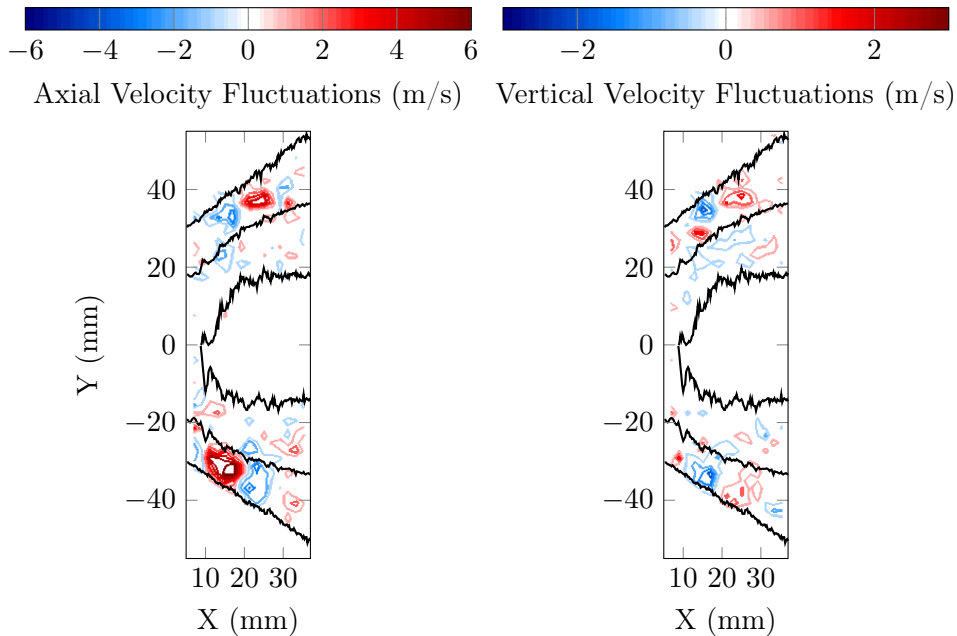 −6 −4 −2 0 2 4 6
Axial Velocity Fluctuations (m/s)
−2 0 2
Vertical Velocity Fluctuations (m/s)
40
20
0
−20
−40
Y (mm)
10 20 30
X (mm)
40
20
0
−20
−40
10 20 30
X (mm)